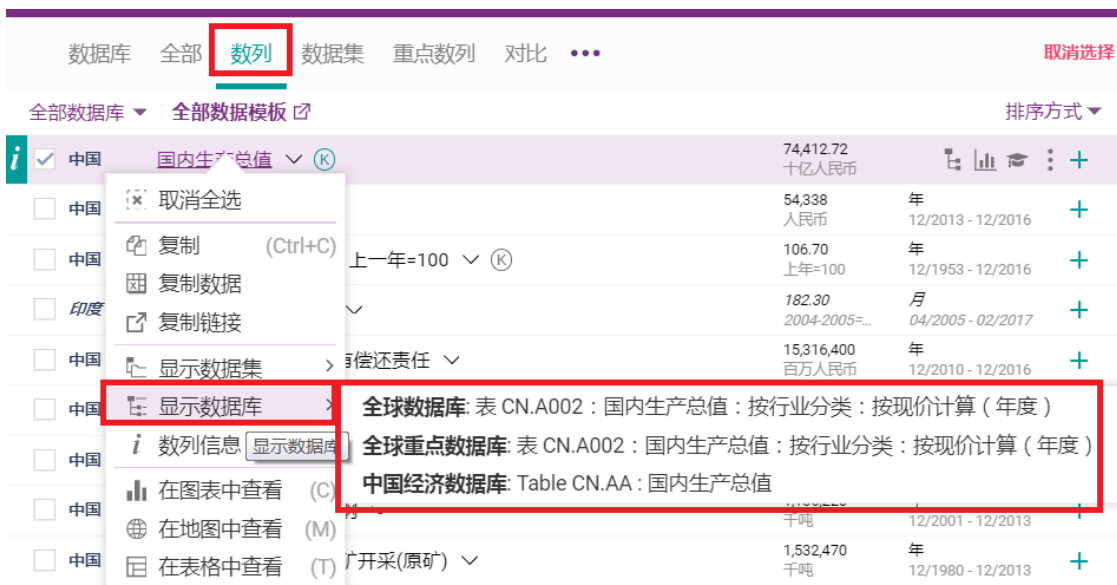 数据库 全部 数列 数据集 重点数列 对比 ••• 取消选择
全部数据库 全部数据模板 排序方式
i 中国 国内生产总值 K 74,412.72
十亿人民币
取消全选
中国 54,338 年
人民币 12/2013 - 12/2016
复制 (Ctrl+C)
中国 上一年=100 K 106.70 年
上年=100 12/1953 - 12/2016
复制数据
印度 182.30 月
2004-2005=... 04/2005 - 02/2017
复制链接
中国 有偿还责任 15,316,400 年
百万人民币 12/2010 - 12/2016
显示数据集
中国 显示数据库
全球数据库: 表 CN.A002：国内生产总值：按行业分类：按现价计算（年度）
中国 i 数列信息 显示数据库
全球重点数据库: 表 CN.A002：国内生产总值：按行业分类：按现价计算（年度）
中国经济数据库: Table CN.AA : 国内生产总值
在图表中查看 (C)
中国
千吨 12/2001 - 12/2013
在地图中查看 (M)
中国 矿开采(原矿) 1,532,470 年
千吨 12/1980 - 12/2013
在表格中查看 (T)